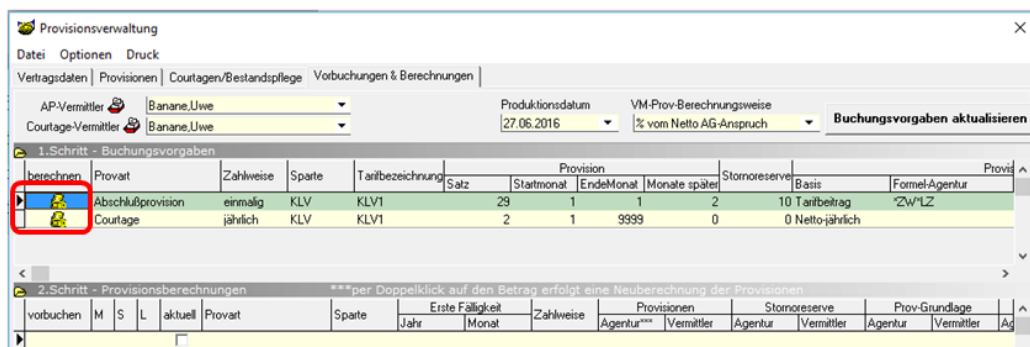 Provisionsverwaltung
Datei Optionen Druck
Vertragsdaten Provisionen Courtagen/Bestandspflege Vorbuchungen & Berechnungen
AP-Vermittler Banane,Uwe Produktionsdatum VM-Prov-Berechnungsweise
Courtage-Vermittler Banane,Uwe 27.06.2016 % vom Netto AG-Anspruch Buchungsvorgaben aktualisieren
1.Schritt - Buchungsvorgaben
berechnen Provart Zahlweise Sparte Tarifbezeichnung Provision Stornoreserve Provis
Satz Startmonat EndeMonat Monate später Basis Formel-Agentur
Abschlußprovision einmalig KLV KLV1 29 1 1 2 10 Tarifbeitrag *ZW*LZ
Courtage jährlich KLV KLV1 2 1 9999 0 0 Netto-jährlich
2.Schritt - Provisionsberechnungen ***per Doppelklick auf den Betrag erfolgt eine Neuberechnung der Provisionen
vorbuchen M S L aktuell Provart Sparte Erste Fälligkeit Zahlweise Provisionen Stornoreserve Prov-Grundlage
Jahr Monat Agentur*** Vermittler Agentur Vermittler Agentur Vermittler Ag